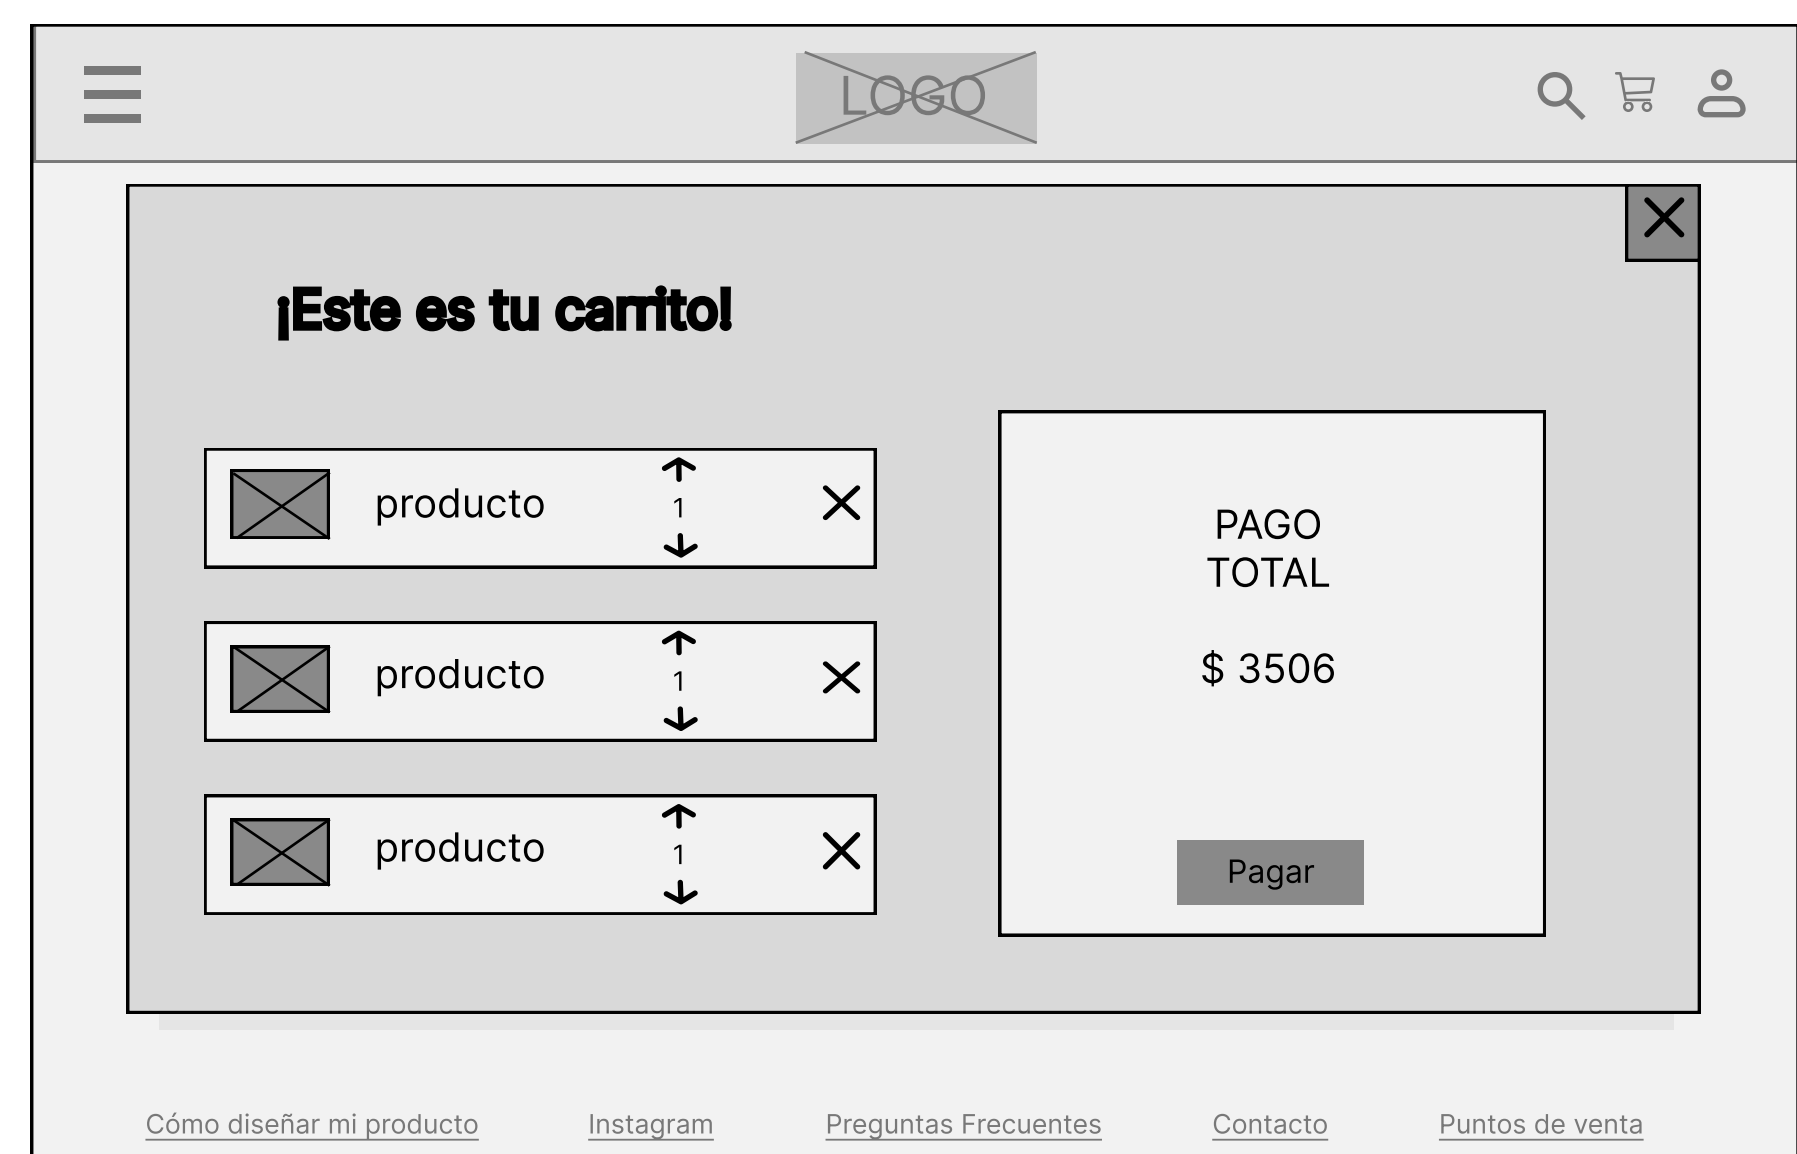 LOGO
¡Este es tu carrito!
producto
1
producto
1
producto
1
PAGO
TOTAL
$ 3506
Pagar
Cómo diseñar mi producto
Instagram
Preguntas Frecuentes
Contacto
Puntos de venta